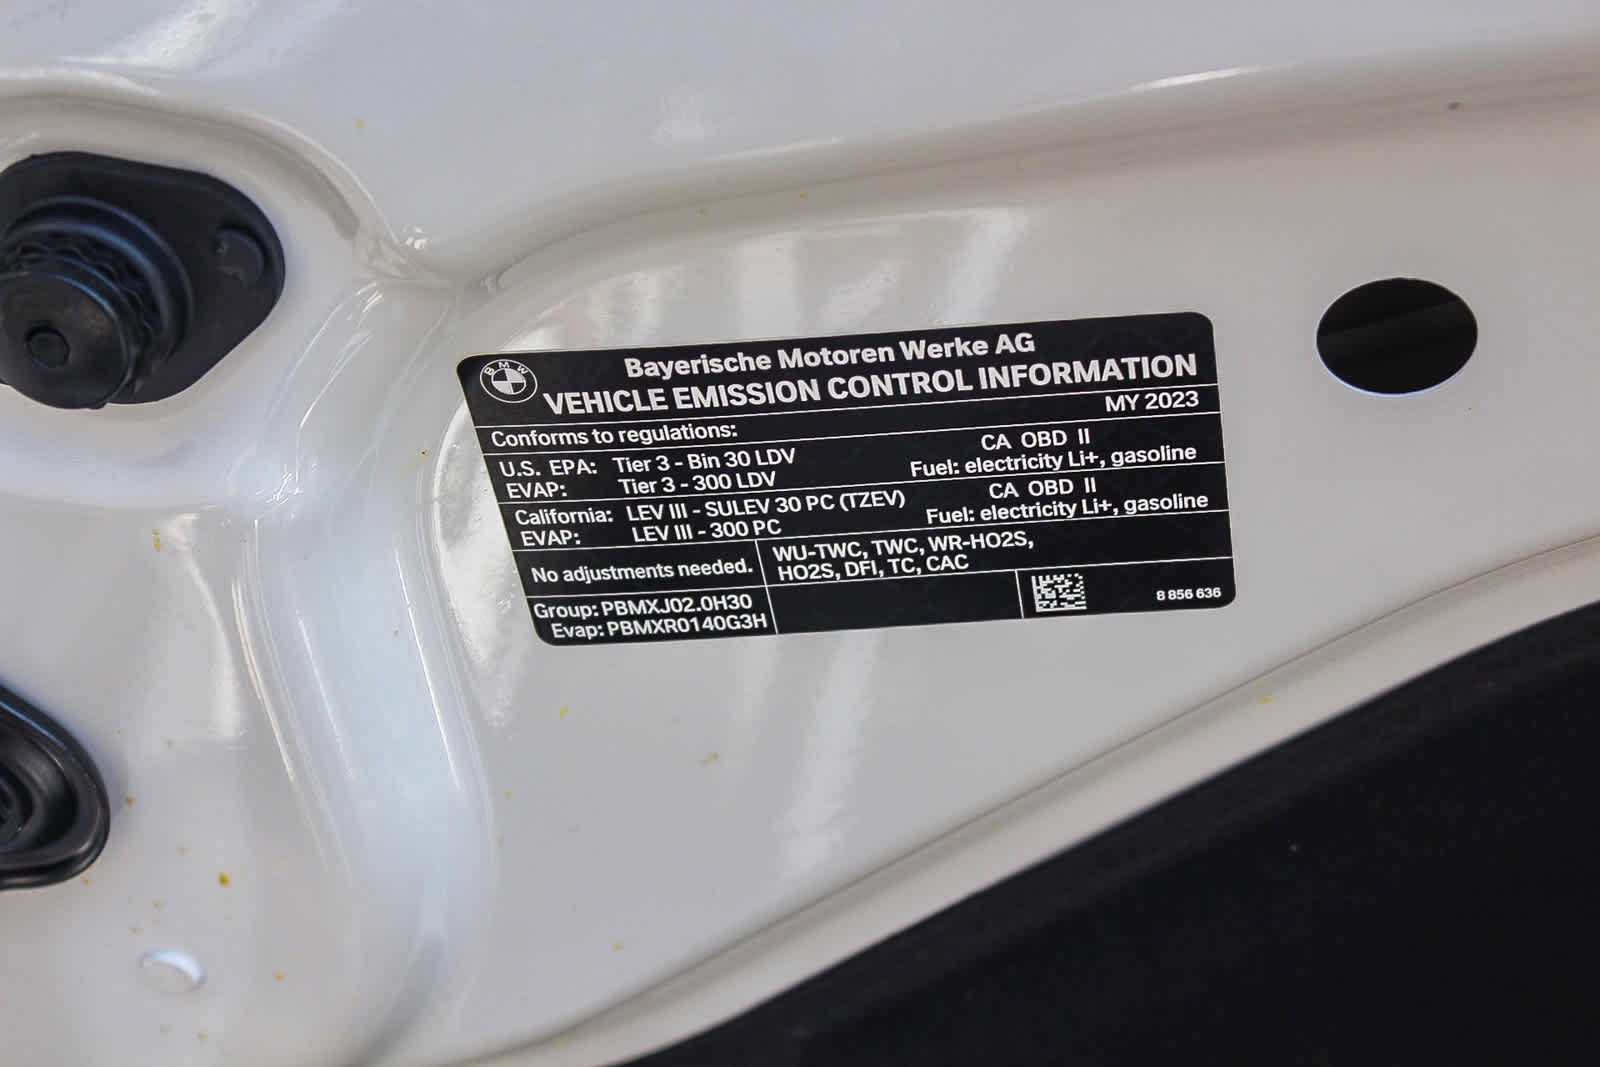 BMW
Bayerische Motoren Werke AG
VEHICLE EMISSION CONTROL INFORMATION
MY 2023
Conforms to regulations:
U.S. EPA: Tier 3 - Bin 30 LDV CA OBD II
EVAP: Tier 3 - 300 LDV Fuel: electricity Li+, gasoline
California: LEV III - SULEV 30 PC (TZEV) CA OBD II
EVAP: LEV III - 300 PC Fuel: electricity Li+, gasoline
No adjustments needed.
WU-TWC, TWC, WR-HO2S,
HO2S, DFI, TC, CAC
Group: PBMXJ02.0H30
Evap: PBMXR0140G3H
8 856 636